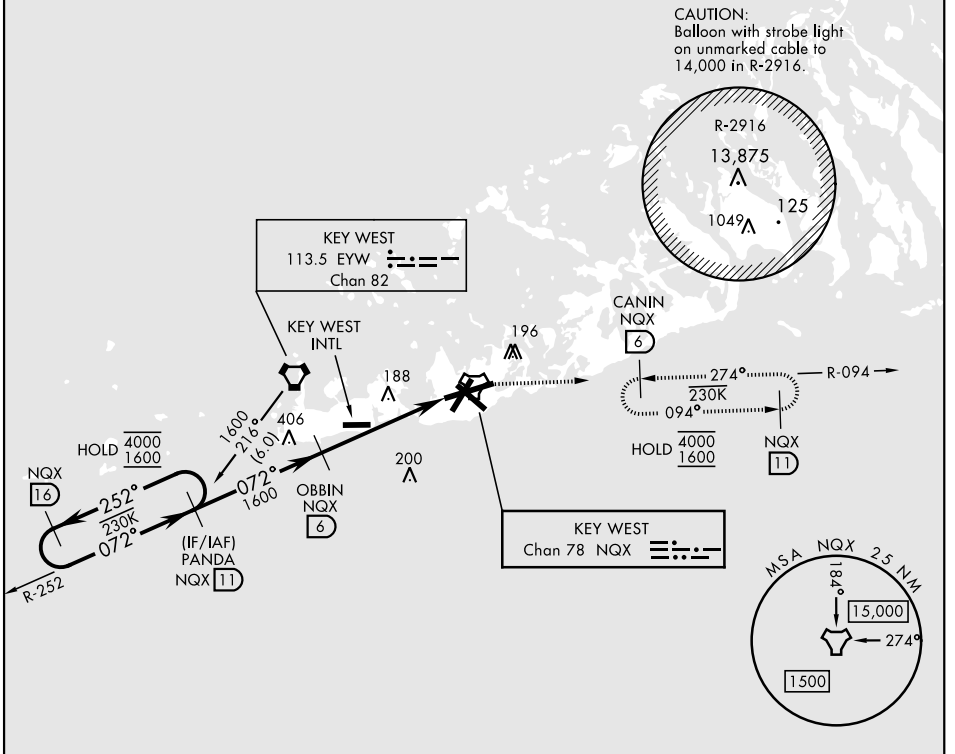 CAUTION:
Balloon with strobe light
on unmarked cable to
14,000 in R-2916.
R-2916
13,875
1049
125
KEY WEST
113.5 EYW
Chan 82
KEY WEST
INTL
196
188
406
200
CANIN
NQX
6
274°
230K
094°
R-094
HOLD 4000
1600
NQX
11
1600
216°
(6.0)
HOLD 4000
1600
NQX
16
252°
230K
072°
R-252
072°
1600
OBBIN
NQX
6
(IF/IAF)
PANDA
NQX 11
KEY WEST
Chan 78 NQX
MSA NQX 25 NM
184°
15,000
274°
1500